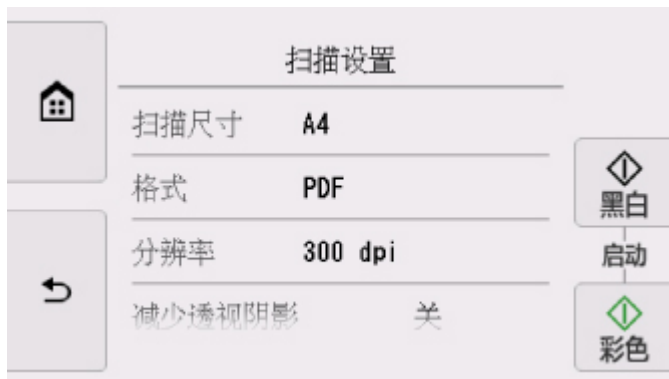 扫描设置
扫描尺寸 A4
格式 PDF
分辨率 300 dpi
减少透视阴影 关
黑白
启动
彩色